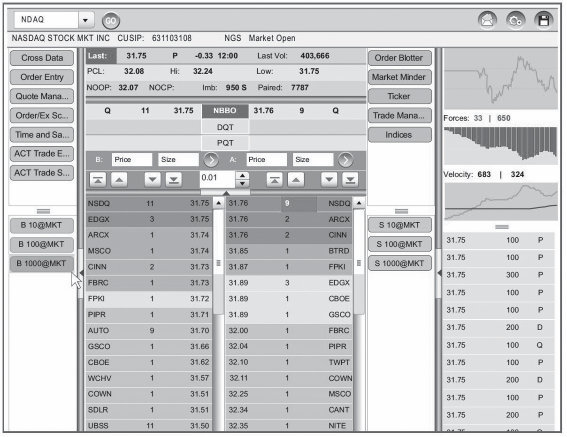 NDAQ GO
NASDAQ STOCK MKT INC CUSIP: 631103108 NGS Market Open
Cross Data
Order Entry
Quote Mana...
Order/Ex Sc...
Time and Sa...
ACT Trade E...
ACT Trade S...
B 10@MKT
B 100@MKT
B 1000@MKT
Last: 31.75 P -0.33 12:00 Last Vol: 403,666
PCL: 32.08 Hi: 32.24 Low: 31.75
NOOP: 32.07 NOCP: Imb: 950 S Paired: 7787
Q 11 31.75 NBBO 31.76 9 Q
DQT
PQT
B: Price Size A: Price Size
0.01
NSDQ 11 31.75 31.76 9 NSDQ
EDGX 3 31.75 31.76 2 ARCX
ARCX 1 31.74 31.76 2 CINN
MSCO 1 31.74 31.85 1 BTRD
CINN 2 31.73 31.87 1 FPKI
FBRC 1 31.73 31.89 3 EDGX
FPKI 1 31.72 31.89 1 CBOE
PIPR 1 31.71 31.89 1 GSCO
AUTO 9 31.70 32.00 1 FBRC
GSCO 1 31.66 32.04 1 PIPR
CBOE 1 31.62 32.10 1 TWPT
WCHV 1 31.57 32.11 1 COWN
COWN 1 31.51 32.25 1 MSCO
SDLR 1 31.51 32.34 1 CANT
UBSS 11 31.50 32.35 1 NITE
Order Blotter
Market Minder
Ticker
Trade Mana...
Indices
S 10@MKT
S 100@MKT
S 1000@MKT
Forces: 33 | 650
Velocity: 683 | 324
31.75 100 P
31.75 100 P
31.75 300 P
31.75 100 P
31.75 100 P
31.75 200 D
31.75 100 Q
31.75 100 P
31.75 200 D
31.75 100 P
31.75 200 P